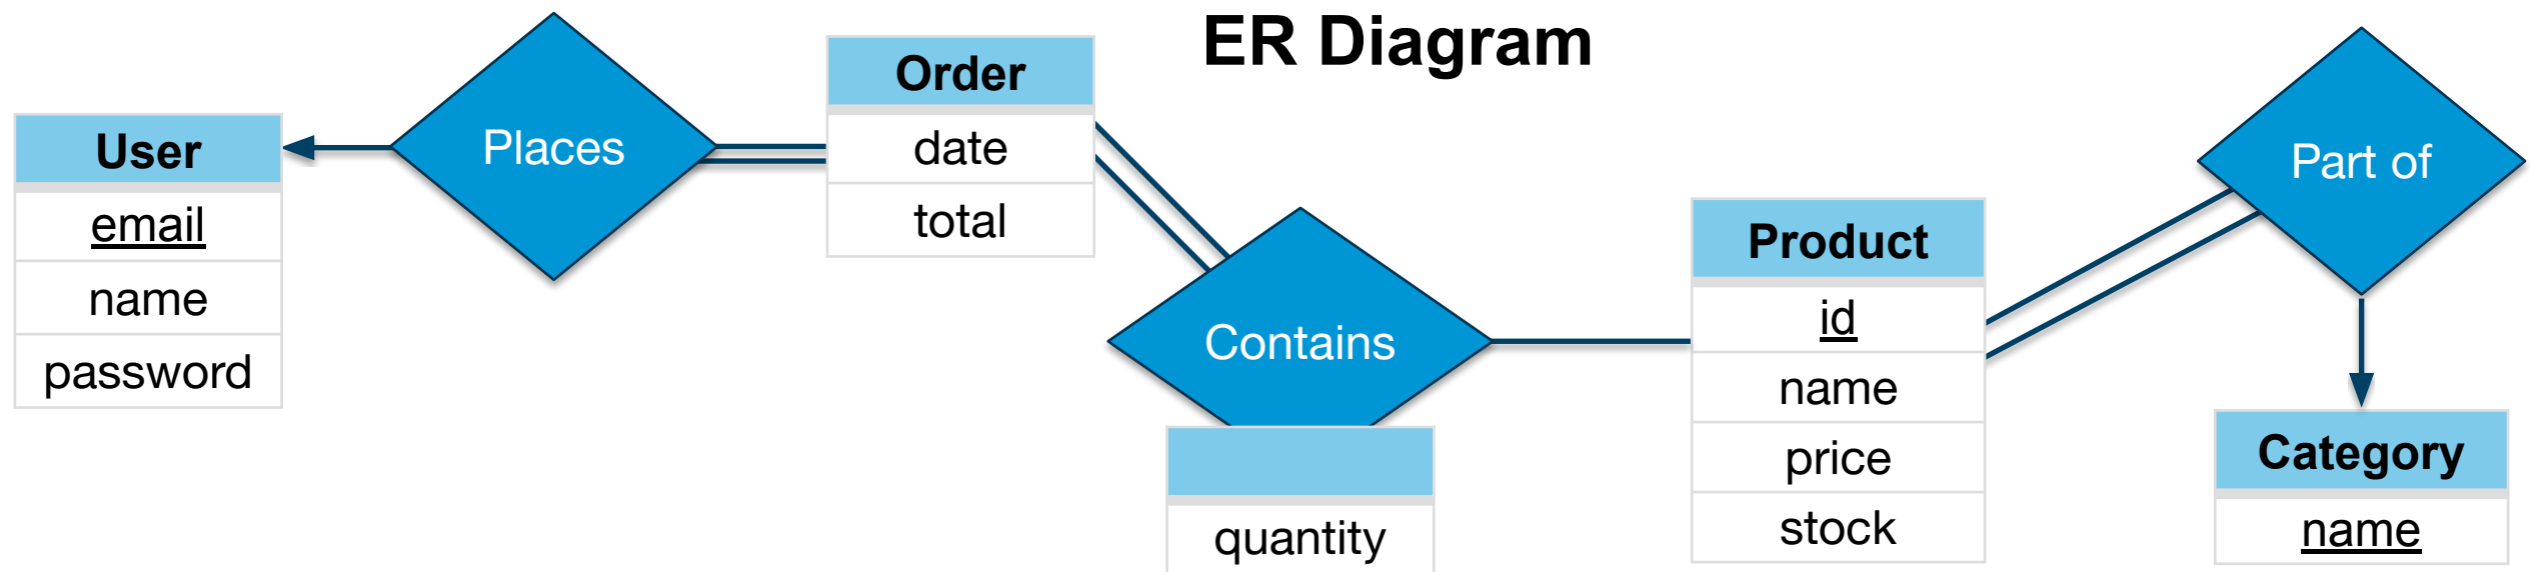 ER Diagram
User
email
name
password
Places
Order
date
total
Contains
quantity
Product
id
name
price
stock
Part of
Category
name